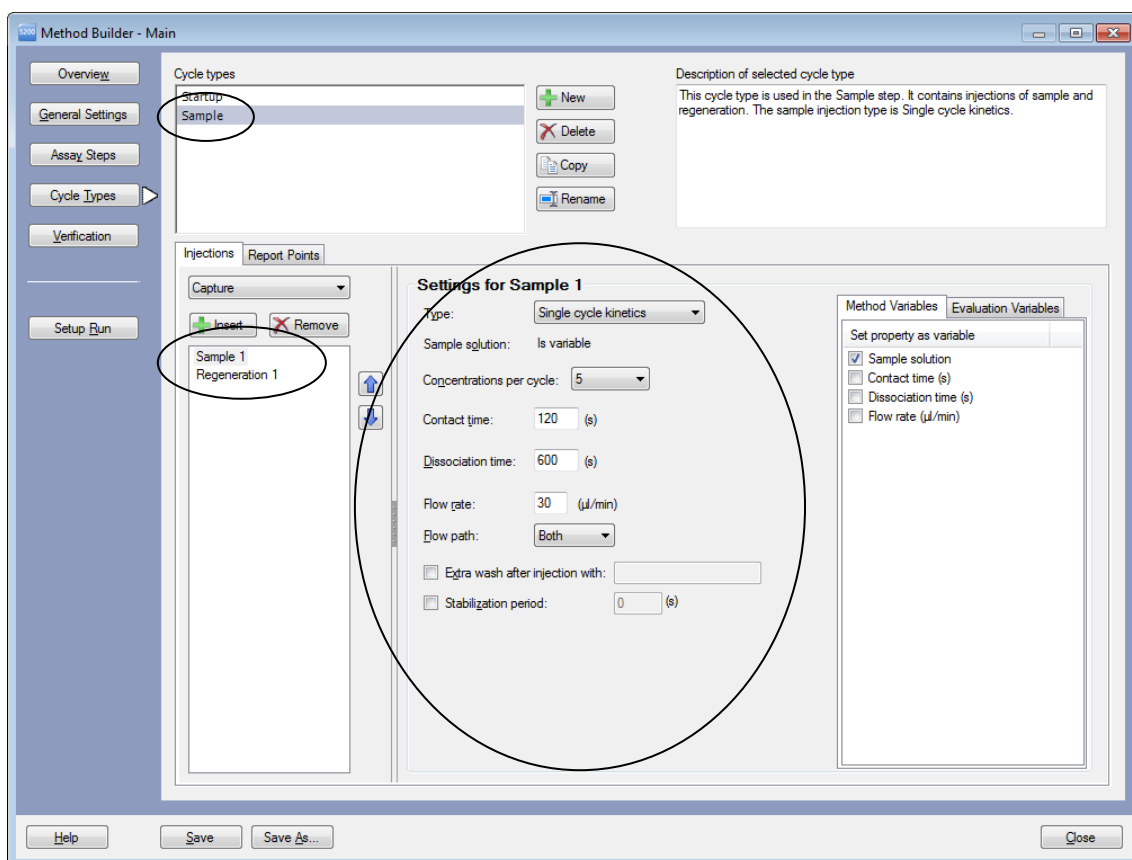 S200 Method Builder - Main
Overview
General Settings
Assay Steps
Cycle Types
Verification
Setup Run
Cycle types
Startup
Sample
New
Delete
Copy
Rename
Description of selected cycle type
This cycle type is used in the Sample step. It contains injections of sample and
regeneration. The sample injection type is Single cycle kinetics.
Injections Report Points
Capture
Insert Remove
Sample 1
Regeneration 1
Settings for Sample 1
Type: Single cycle kinetics
Sample solution: Is variable
Concentrations per cycle: 5
Contact time: 120 (s)
Dissociation time: 600 (s)
Flow rate: 30 (µl/min)
Flow path: Both
Extra wash after injection with:
Stabilization period: 0 (s)
Method Variables Evaluation Variables
Set property as variable
Sample solution
Contact time (s)
Dissociation time (s)
Flow rate (µl/min)
Help Save Save As... Close